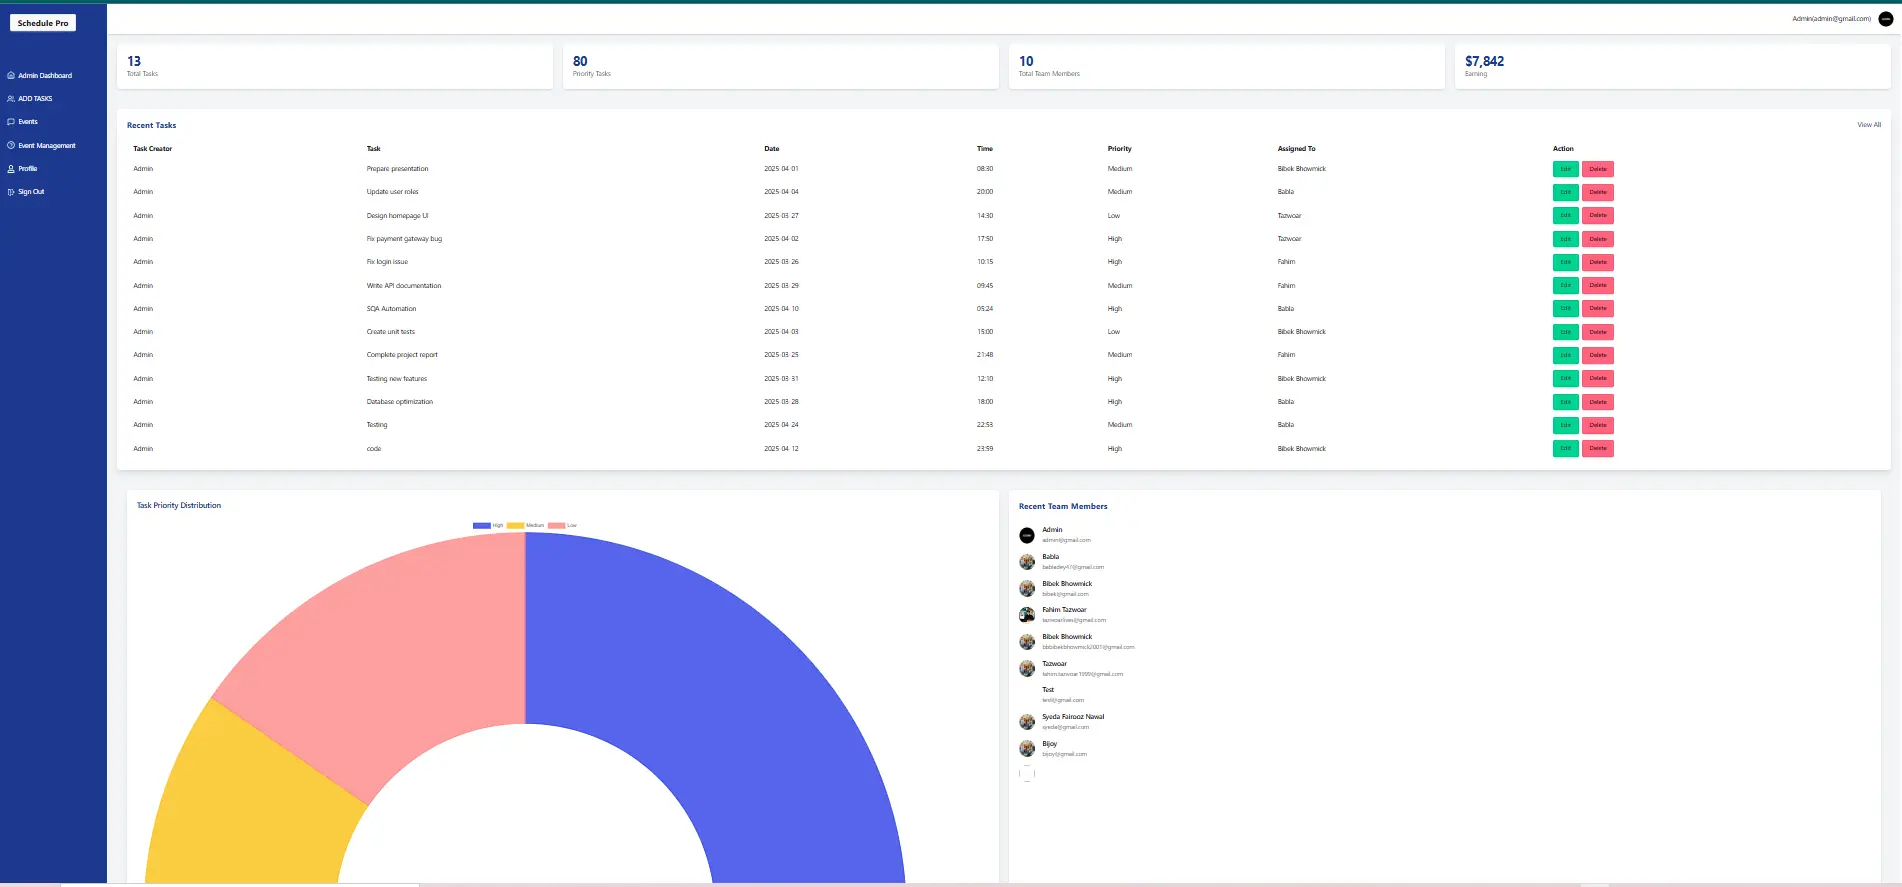 Schedule Pro
Admin(admin@gmail.com)
Admin Dashboard
ADD TASKS
Events
Event Management
Profile
Sign Out
13
Total Tasks
80
Priority Tasks
10
Total Team Members
$7,842
Earning
Recent Tasks
View All
Task Creator Task Date Time Priority Assigned To Action
Admin Prepare presentation 2025-04-01 08:30 Medium Bibek Bhowmick Edit Delete
Admin Update user roles 2025-04-04 20:00 Medium Babla Edit Delete
Admin Design homepage UI 2025-03-27 14:30 Low Tazwoar Edit Delete
Admin Fix payment gateway bug 2025-04-02 17:50 High Tazwoar Edit Delete
Admin Fix login issue 2025-03-26 10:15 High Fahim Edit Delete
Admin Write API documentation 2025-03-29 09:45 Medium Fahim Edit Delete
Admin SQA Automation 2025-04-10 05:24 High Babla Edit Delete
Admin Create unit tests 2025-04-03 15:00 Low Bibek Bhowmick Edit Delete
Admin Complete project report 2025-03-25 21:48 Medium Fahim Edit Delete
Admin Testing new features 2025-03-31 12:10 High Bibek Bhowmick Edit Delete
Admin Database optimization 2025-03-28 18:00 High Babla Edit Delete
Admin Testing 2025-04-24 22:53 Medium Babla Edit Delete
Admin code 2025-04-12 23:59 High Bibek Bhowmick Edit Delete
Task Priority Distribution
High Medium Low
Recent Team Members
Admin
admin@gmail.com
Babla
babladey47@gmail.com
Bibek Bhowmick
Fahim Tazwoar
Bibek Bhowmick
bbbibekbhowmick2001@gmail.com
Tazwoar
fahim.tazwoar1999@gmail.com
Test
test@gmail.com
Syeda Fairooz Nawal
syeda@gmail.com
Bijoy